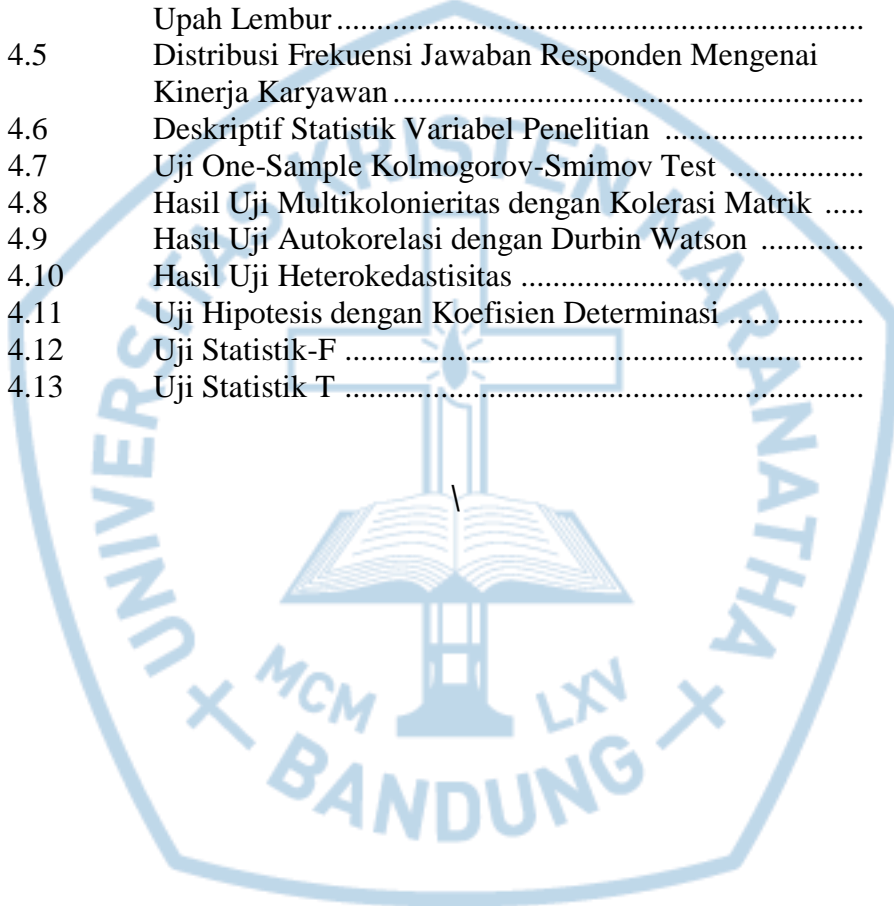 Upah Lembur ....................................................................
4.5 Distribusi Frekuensi Jawaban Responden Mengenai
Kinerja Karyawan .............................................................
4.6 Deskriptif Statistik Variabel Penelitian ..........................
4.7 Uji One-Sample Kolmogorov-Smimov Test .................
4.8 Hasil Uji Multikolonieritas dengan Kolerasi Matrik .....
4.9 Hasil Uji Autokorelasi dengan Durbin Watson .............
4.10 Hasil Uji Heterokedastisitas .............................................
4.11 Uji Hipotesis dengan Koefisien Determinasi .................
4.12 Uji Statistik-F ...................................................................
4.13 Uji Statistik T ...................................................................
\
UNIVERSITAS KRISTEN MARANATHA
MCM LXV
BANDUNG